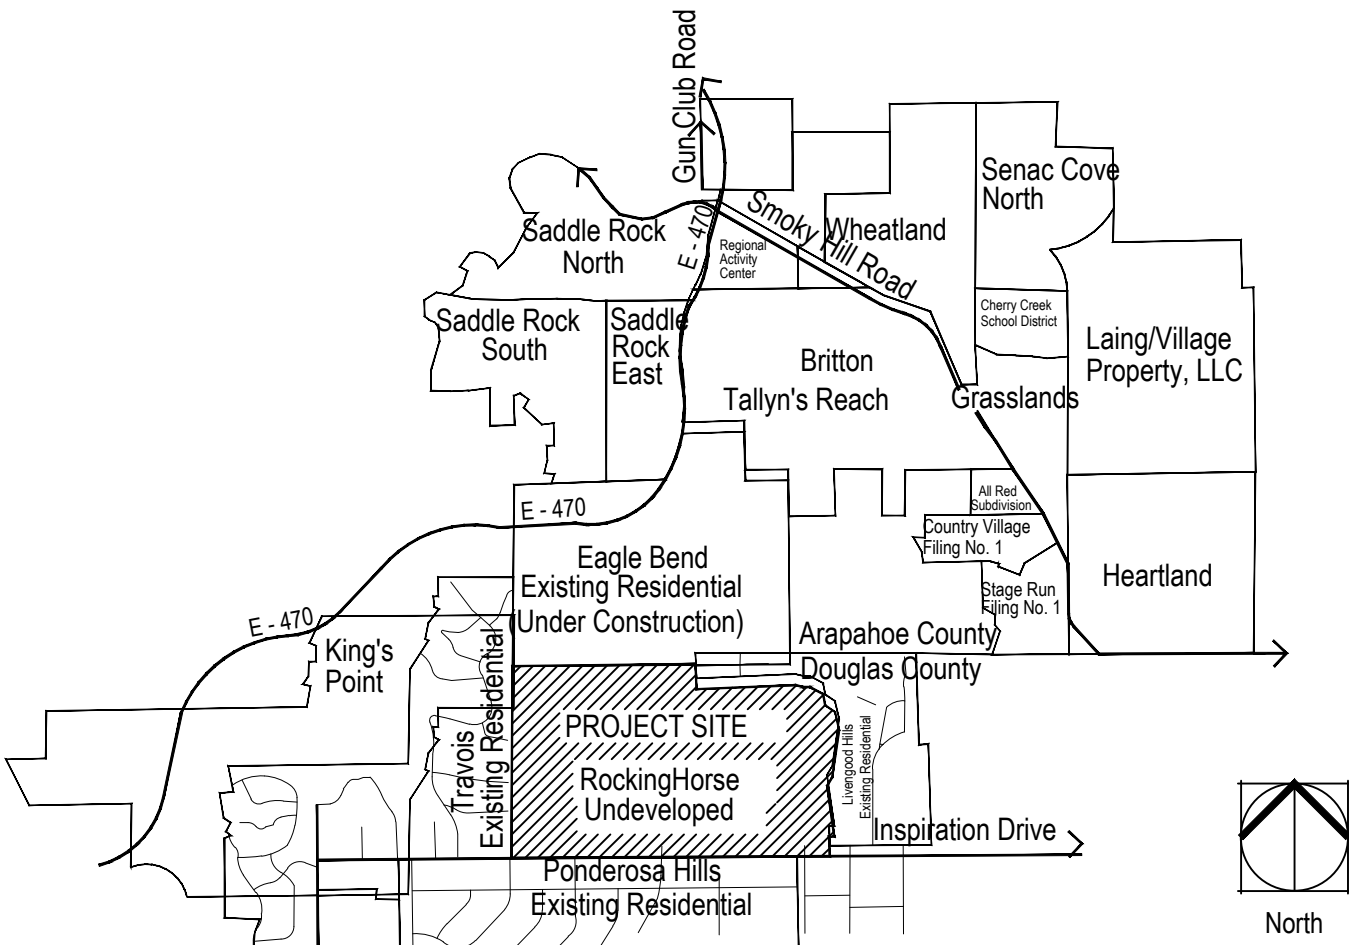 Gun Club Road
Senac Cove
North
Smoky Hill Road
Wheatland
Saddle Rock
North
E - 470
Regional
Activity
Center
Cherry Creek
School District
Saddle Rock
South
Saddle
Rock
East
Laing/Village
Property, LLC
Britton
Tallyn's Reach
Grasslands
All Red
Subdivision
E - 470
Country Village
Filing No. 1
Eagle Bend
Existing Residential
(Under Construction)
Heartland
Stage Run
Filing No. 1
E - 470
King's
Point
Arapahoe County
Douglas County
Travois
Existing Residential
PROJECT SITE
RockingHorse
Undeveloped
Livengood Hills
Existing Residential
Inspiration Drive
Ponderosa Hills
Existing Residential
North